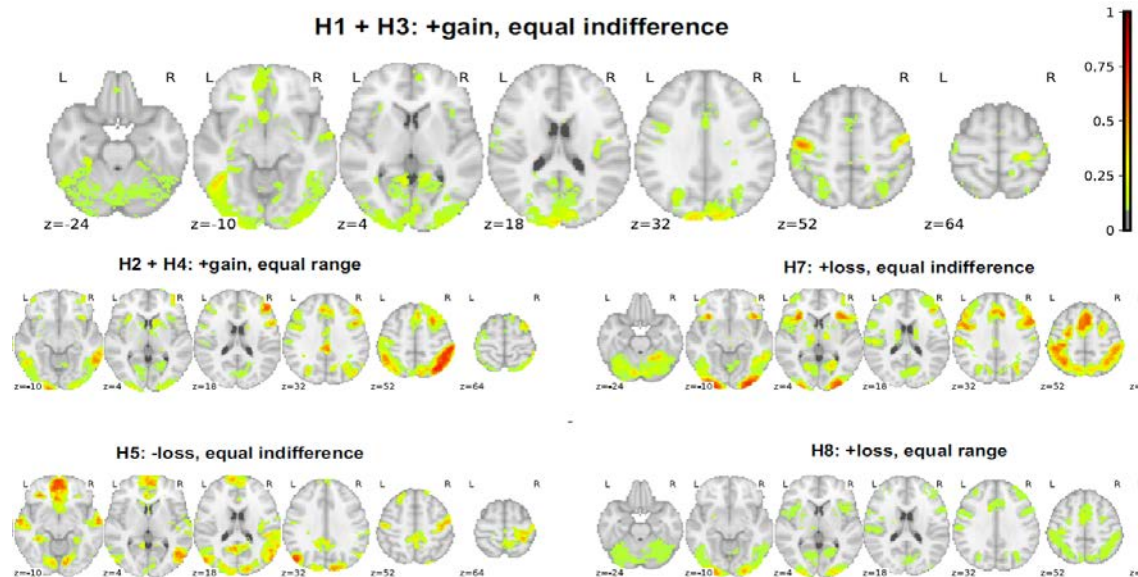 H1 + H3: +gain, equal indifference
1
0.75
0.5
0.25
0
L R L R L R L R L R L R L R
z=-24 z=-10 z=4 z=18 z=32 z=52 z=64
H2 + H4: +gain, equal range
L R L R L R L R L R L R
z=-10 z=4 z=18 z=32 z=52 z=64
H7: +loss, equal indifference
L R L R L R L R L R L R
z=-24 z=-10 z=4 z=18 z=32 z=52 z=
-
H5: -loss, equal indifference
L R L R L R L R L R L R
z=-10 z=4 z=18 z=32 z=52 z=64
H8: +loss, equal range
L R L R L R L R L R L R
z=-24 z=-10 z=4 z=18 z=32 z=52 z=